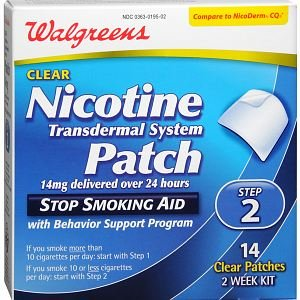 NDC 0363-0195-02
Walgreens
Compare to NicoDerm® CQ®
CLEAR
Nicotine
Transdermal System
Patch
14mg delivered over 24 hours
STOP SMOKING AID
with Behavior Support Program
If you smoke more than
10 cigarettes per day: start with Step 1
If you smoke 10 or less cigarettes
per day: start with Step 2
STEP
2
14
Clear Patches
2 WEEK KIT